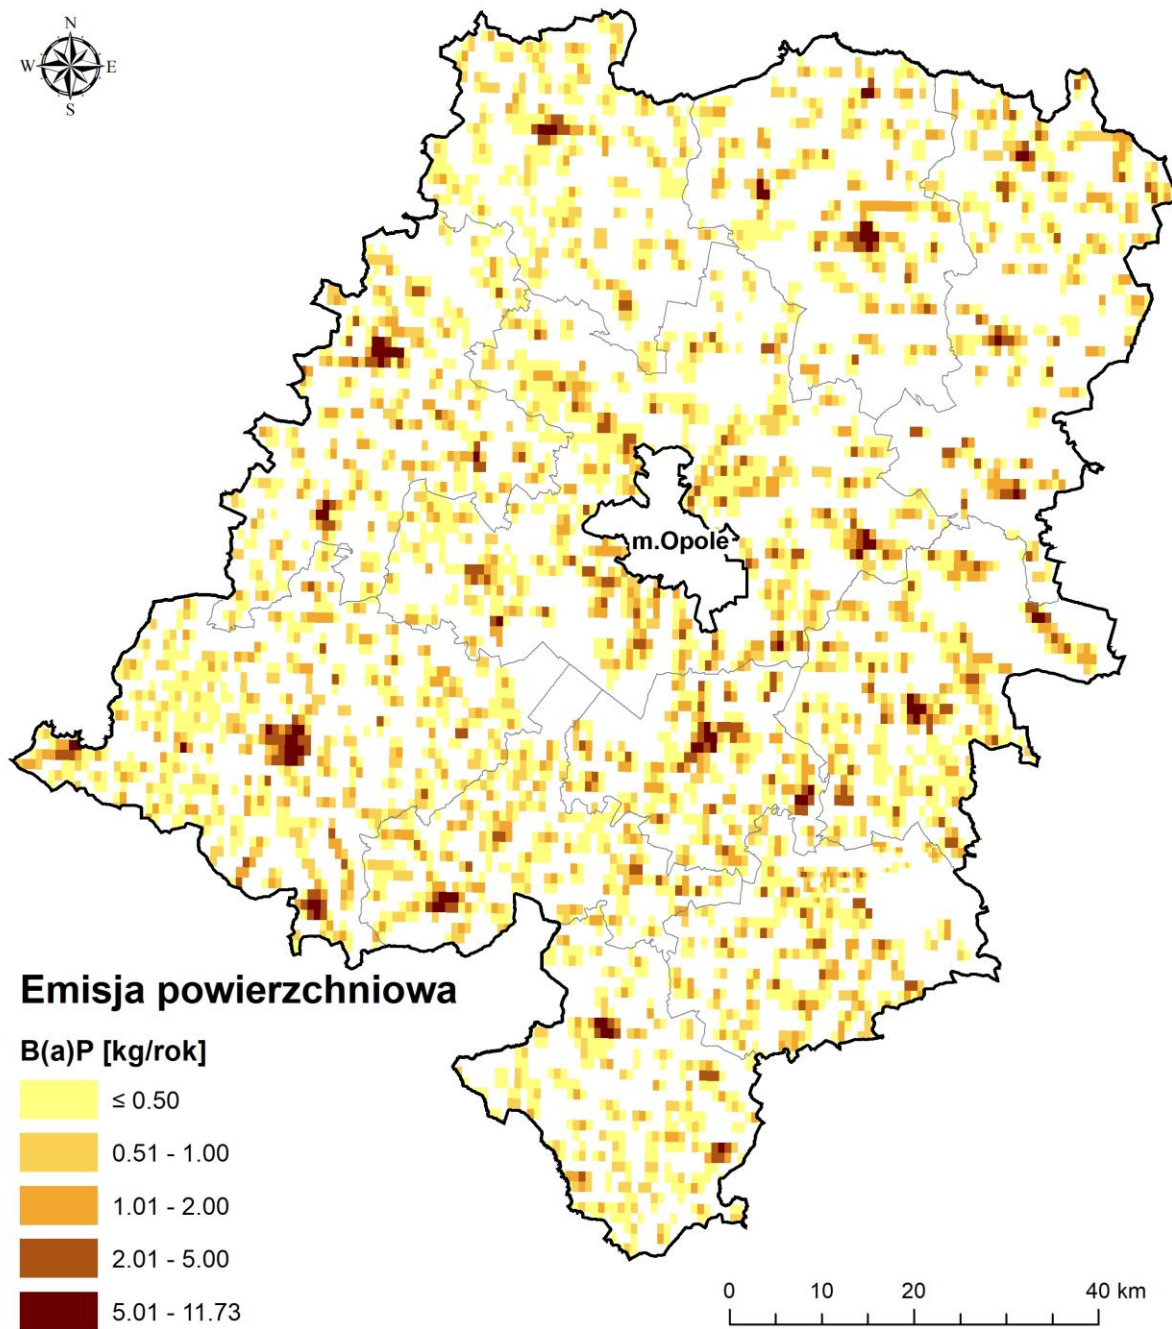 N
W E
S
m.Opole
Emisja powierzchniowa
B(a)P [kg/rok]
≤ 0.50
0.51 - 1.00
1.01 - 2.00
2.01 - 5.00
5.01 - 11.73
0 10 20 40 km